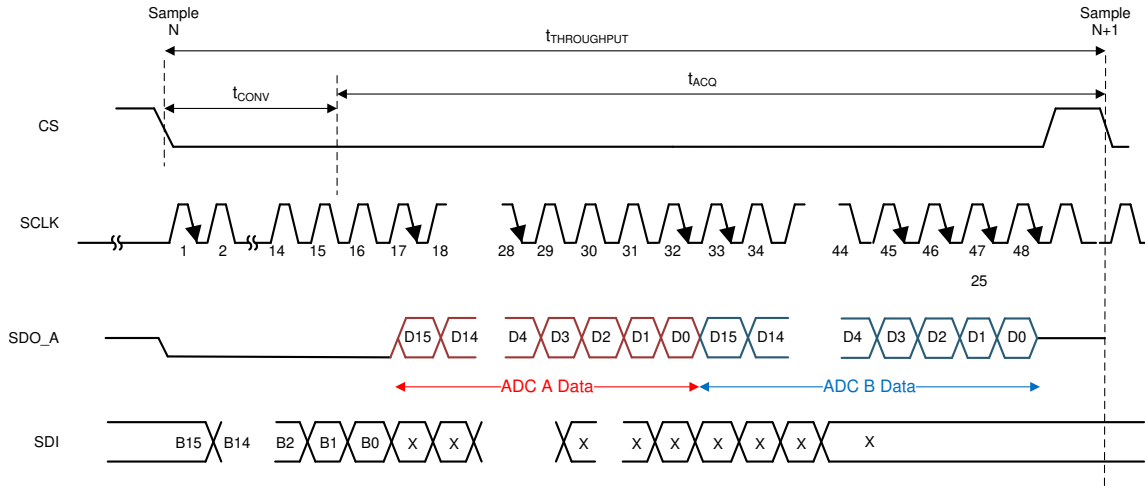 Sample
N
Sample
N+1
tTHROUGHPUT
tCONV
tACQ
CS
SCLK
1 2 14 15 16 17 18 28 29 30 31 32 33 34 44 45 46 47 48
25
SDO_A
D15 D14 D4 D3 D2 D1 D0 D15 D14 D4 D3 D2 D1 D0
ADC A Data ADC B Data
SDI
B15 B14 B2 B1 B0 X X X X X X X X X